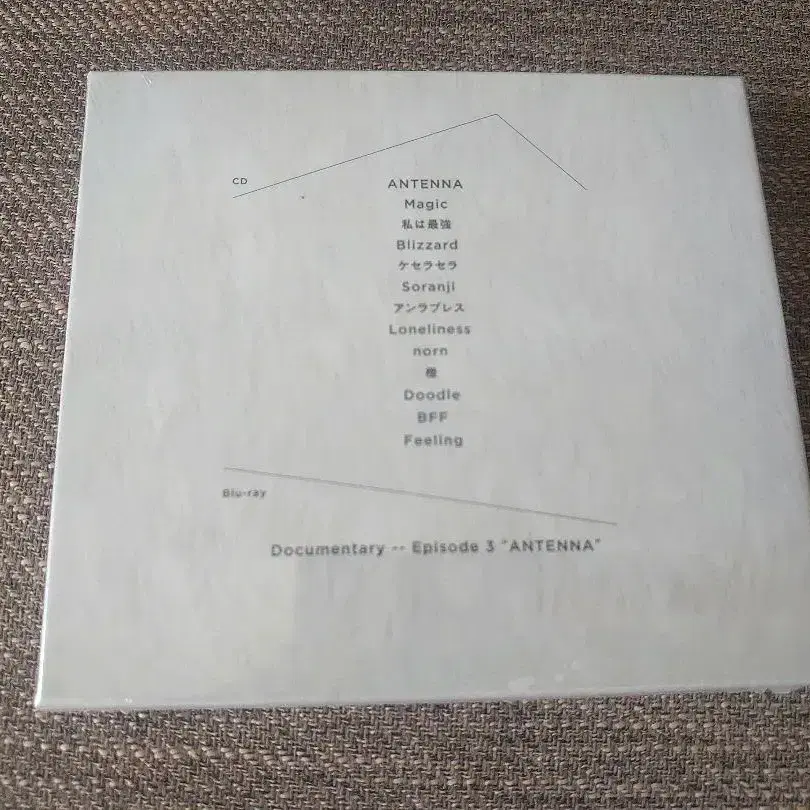 CD
ANTENNA
Magic
私は最強
Blizzard
ケセラセラ
Soranji
アンラブレス
Loneliness
norn
橙
Doodle
BFF
Feeling
Blu-ray
Documentary -- Episode 3 "ANTENNA"